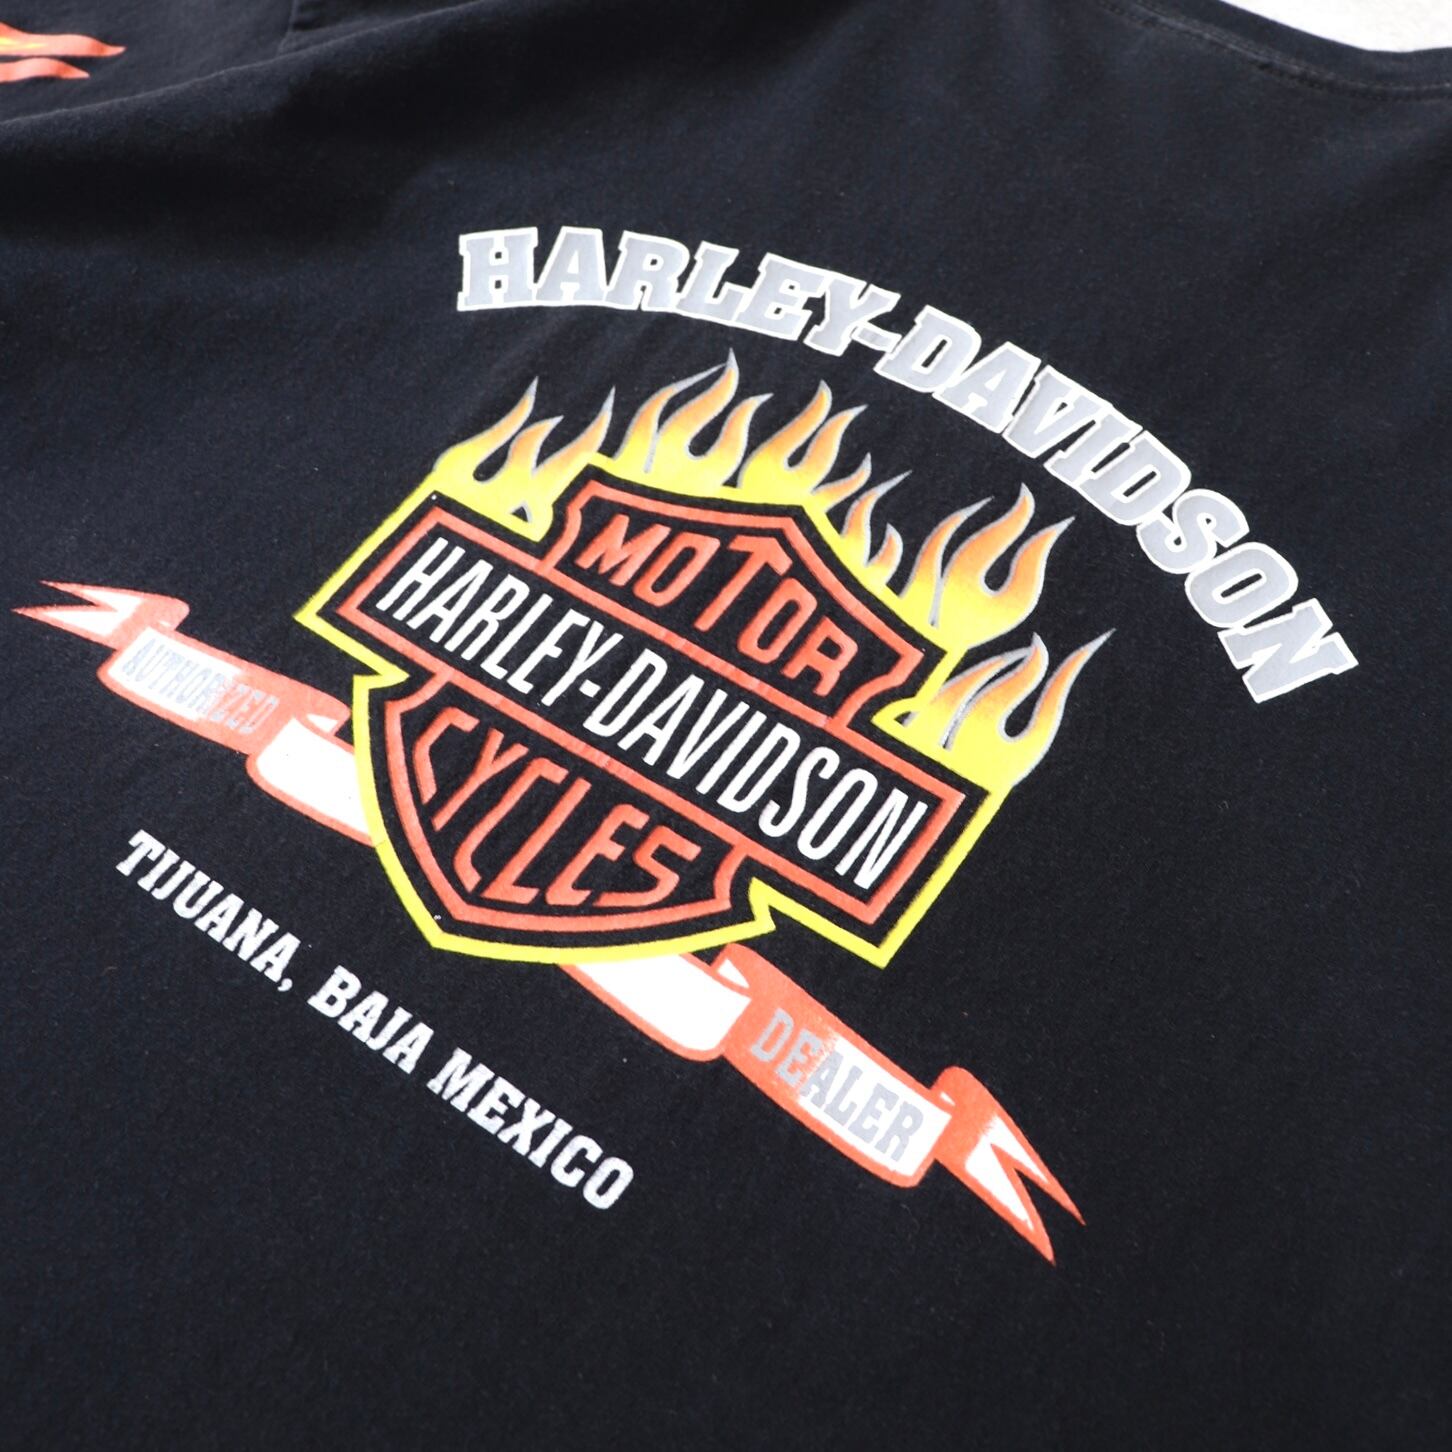 HARLEY-DAVIDSON
MOTOR
HARLEY-DAVIDSON
CYCLES
AUTHORIZED
DEALER
TIJUANA, BAJA MEXICO